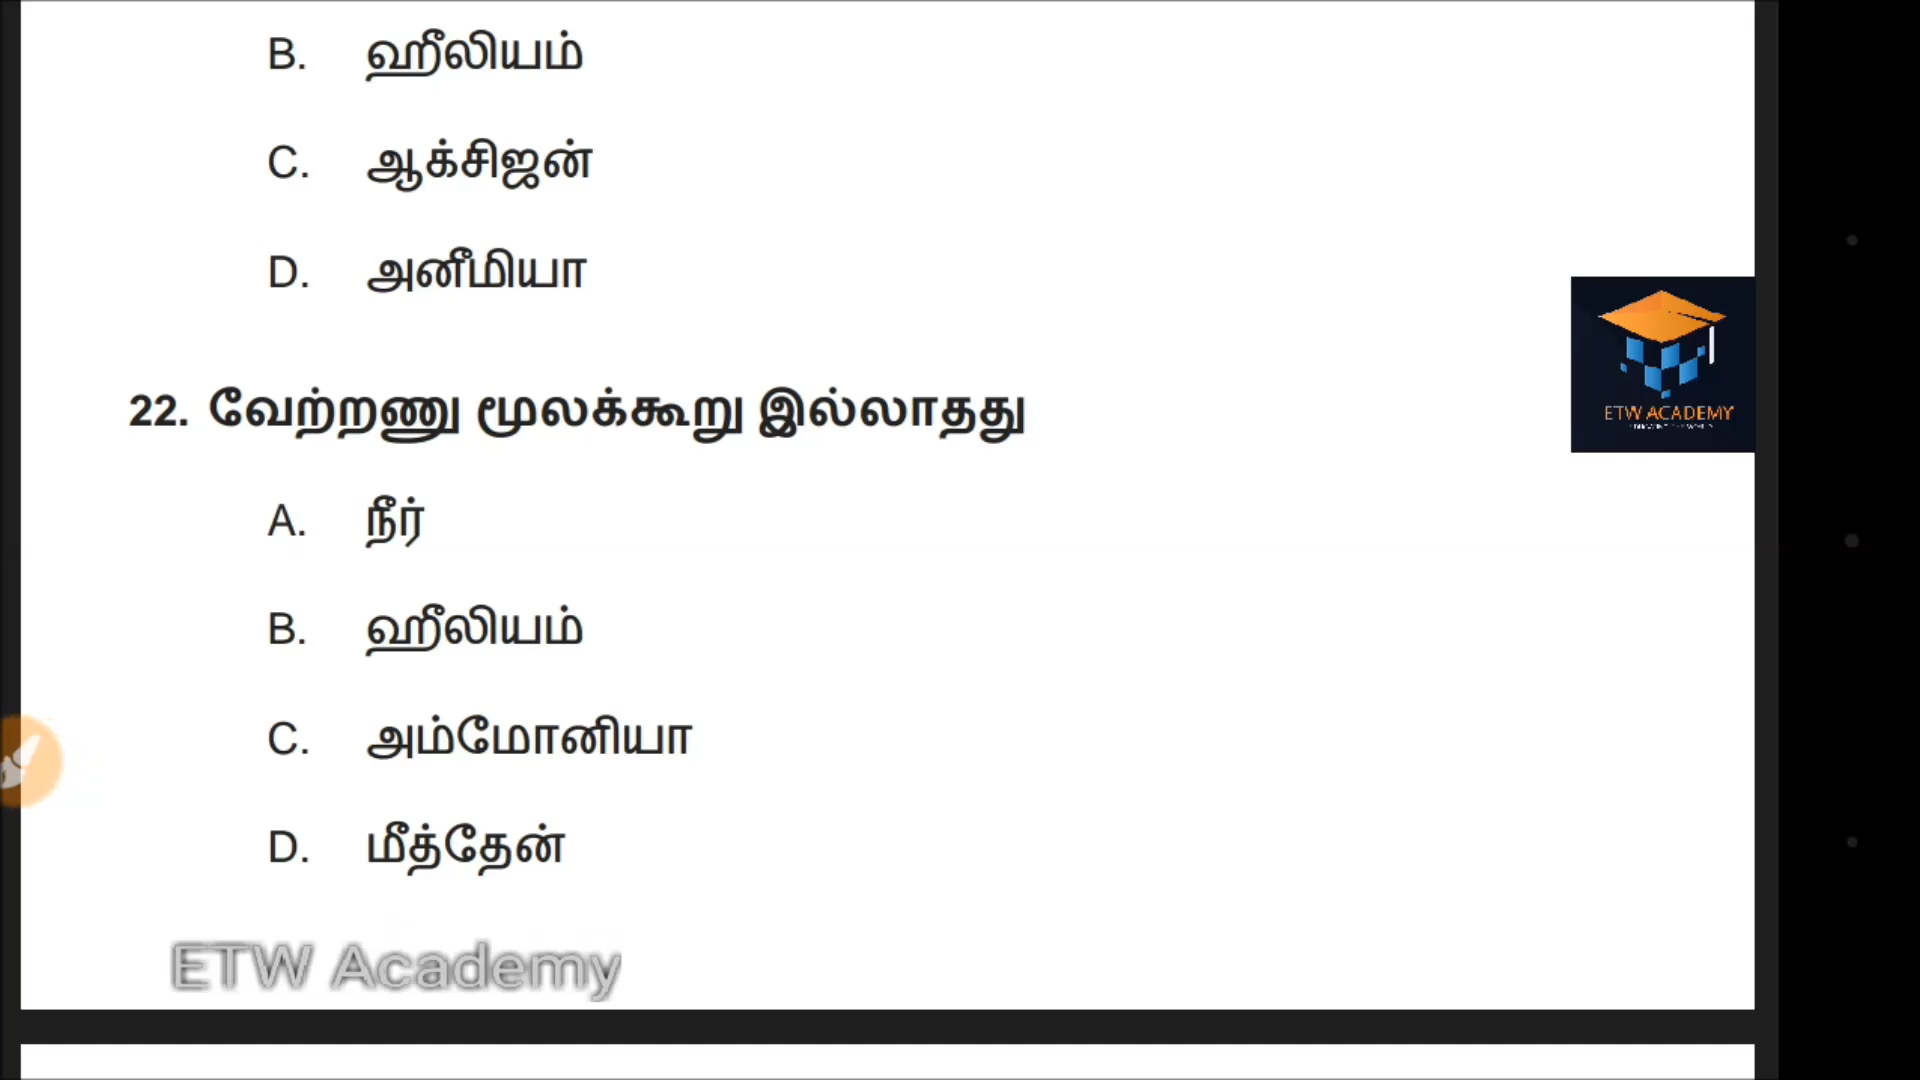 B. ஹீலியம்
C. ஆக்சிஜன்
D. அனீமியா
22. வேற்றணு மூலக்கூறு இல்லாதது
A. நீர்
B. ஹீலியம்
C. அம்மோனியா
D. மீத்தேன்
ETW ACADEMY
ETW Academy